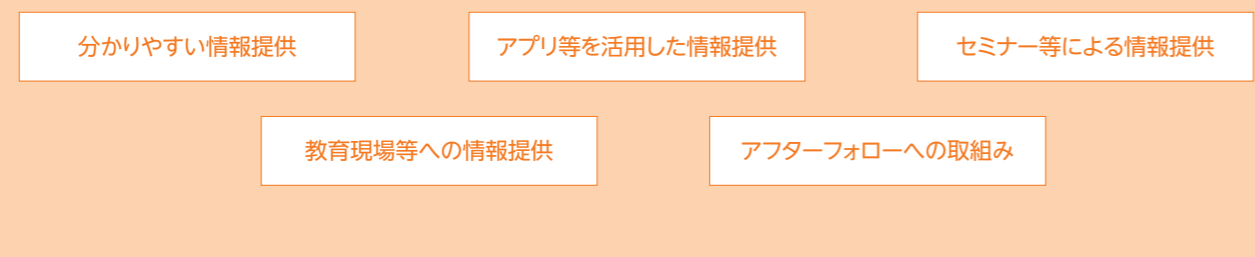 分かりやすい情報提供
アプリ等を活用した情報提供
セミナー等による情報提供
教育現場等への情報提供
アフターフォローへの取組み